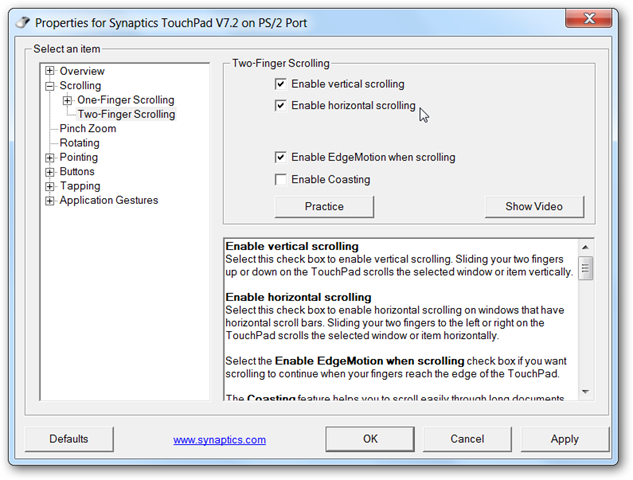 Properties for Synaptics TouchPad V7.2 on PS/2 Port
Select an item
Overview
Scrolling
One-Finger Scrolling
Two-Finger Scrolling
Pinch Zoom
Rotating
Pointing
Buttons
Tapping
Application Gestures
Two-Finger Scrolling
Enable vertical scrolling
Enable horizontal scrolling
Enable EdgeMotion when scrolling
Enable Coasting
Practice
Show Video
Enable vertical scrolling
Select this check box to enable vertical scrolling. Sliding your two fingers
up or down on the TouchPad scrolls the selected window or item vertically.
Enable horizontal scrolling
Select this check box to enable horizontal scrolling on windows that have
horizontal scroll bars. Sliding your two fingers to the left or right on the
TouchPad scrolls the selected window or item horizontally.
Select the Enable EdgeMotion when scrolling check box if you want
scrolling to continue when your fingers reach the edge of the TouchPad.
The Coasting feature helps you to scroll easily through long documents
Defaults
www.synaptics.com
OK
Cancel
Apply